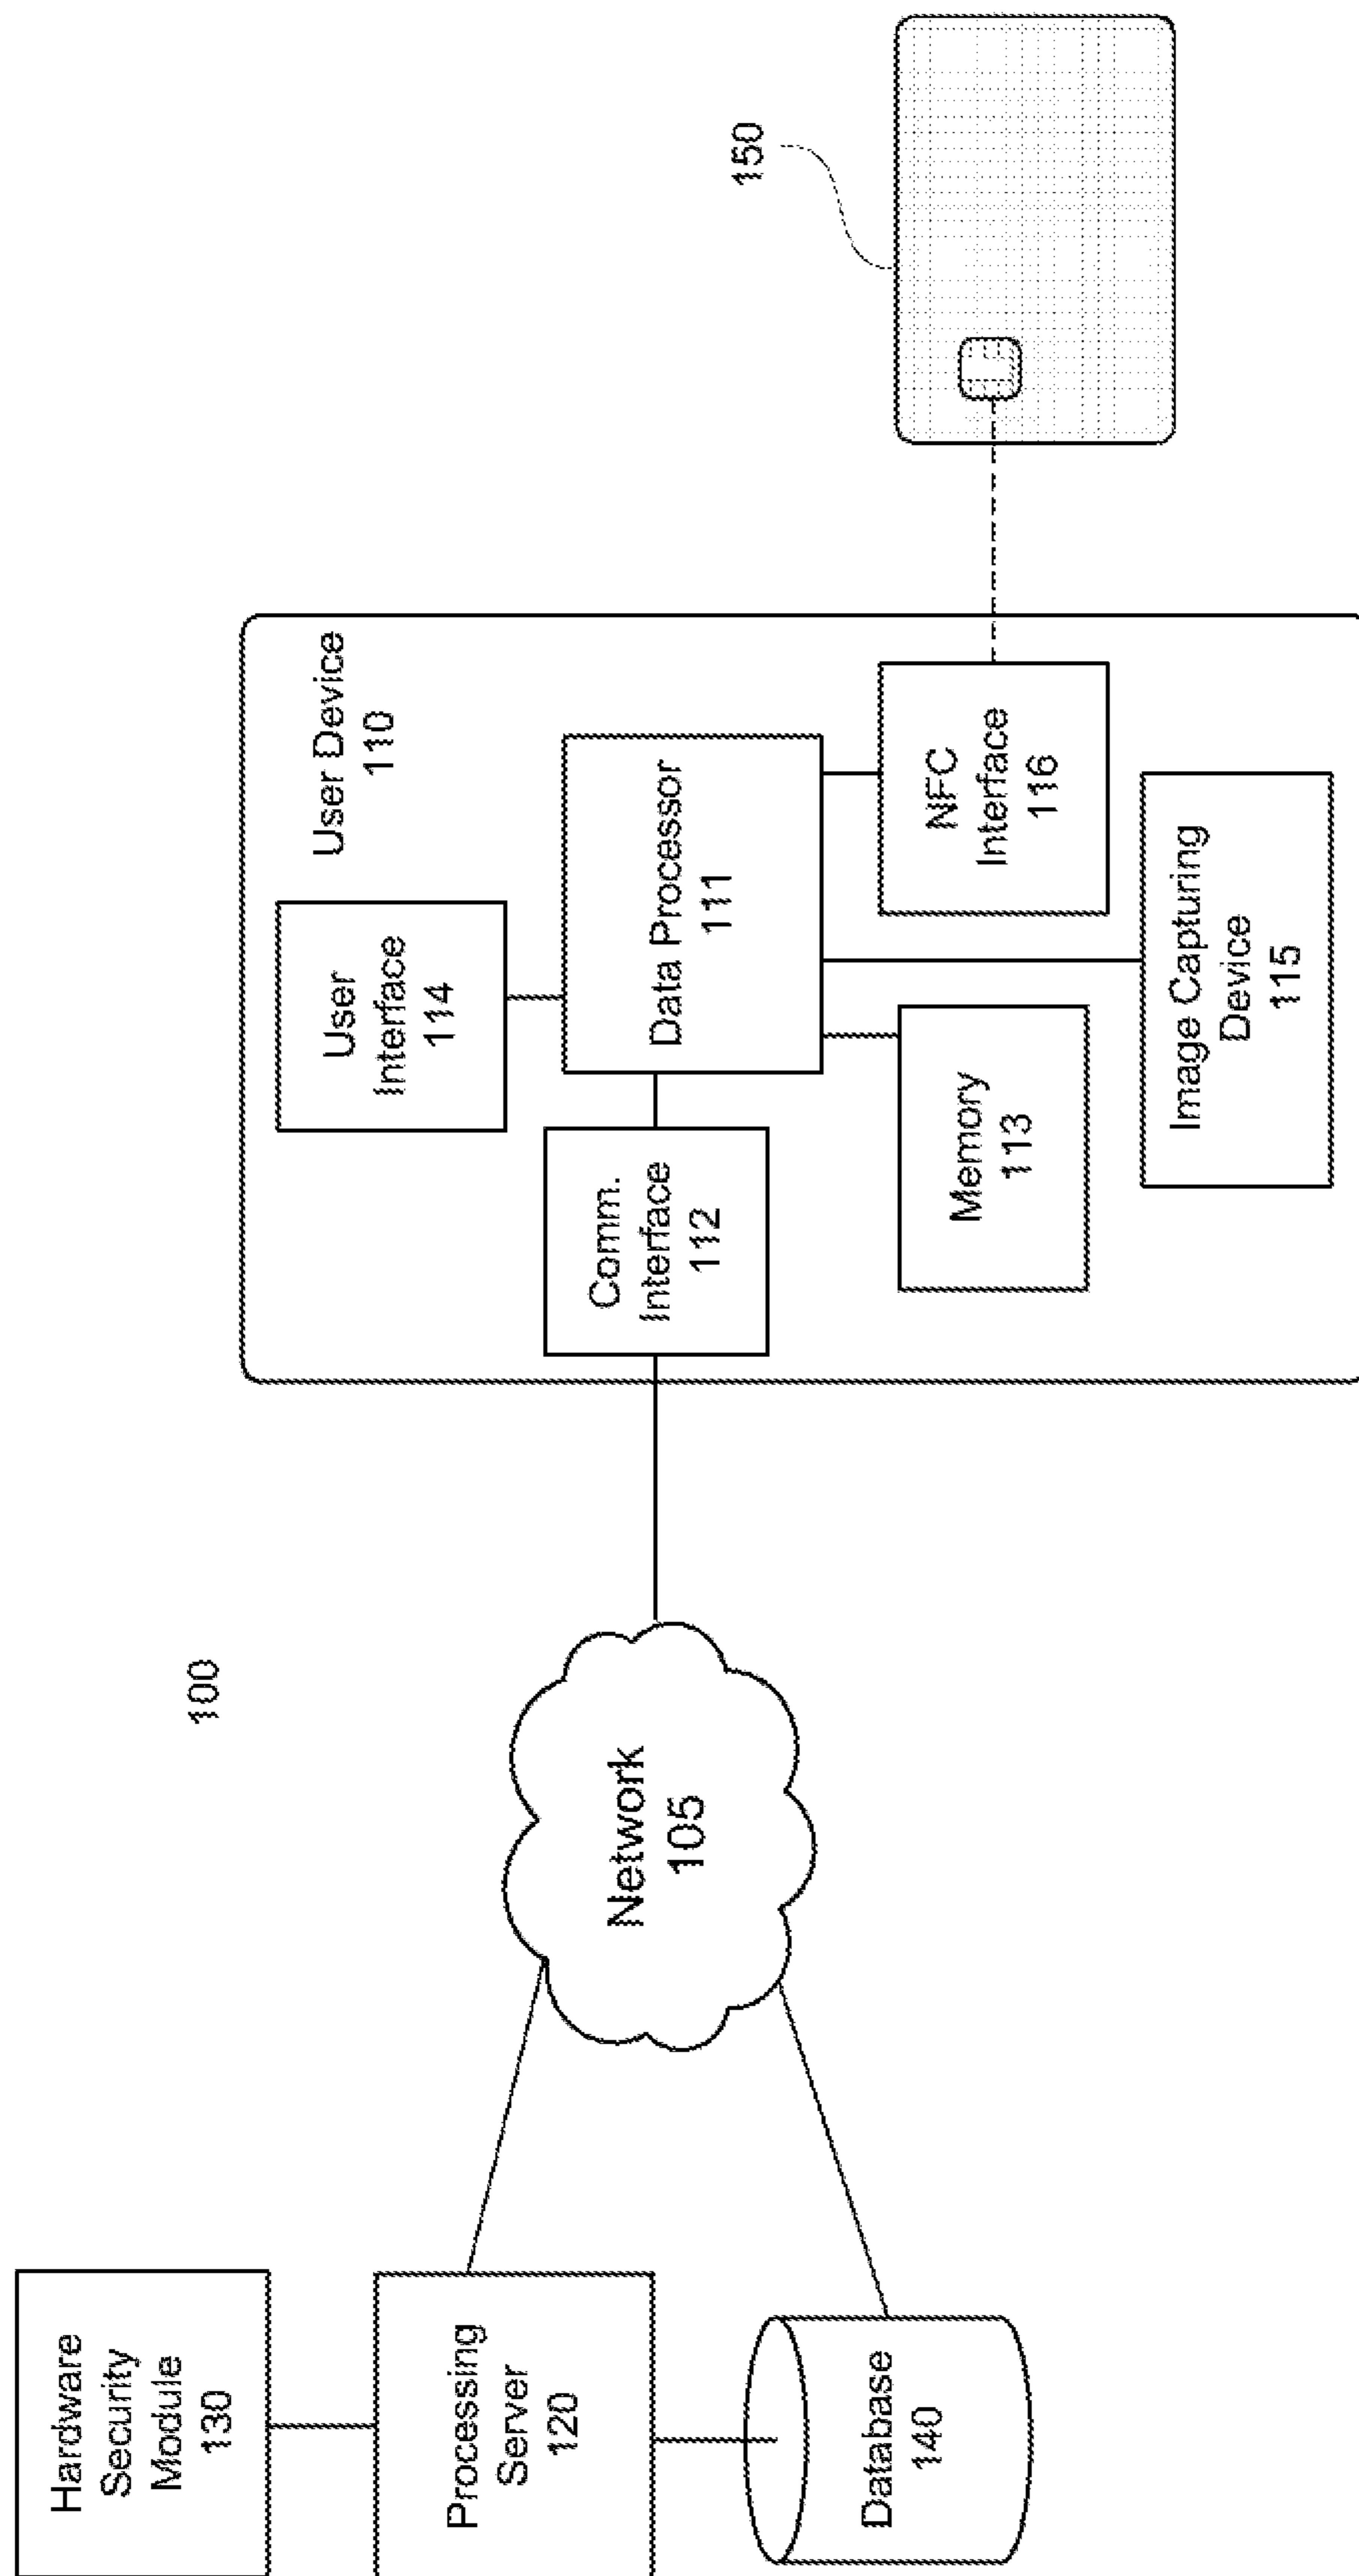 100
Hardware
Security
Module
130
Processing
Server
120
Database
140
Network
105
User Device
110
User
Interface
114
Comm.
Interface
112
Data Processor
111
Memory
113
NFC
Interface
116
Image Capturing
Device
115
150